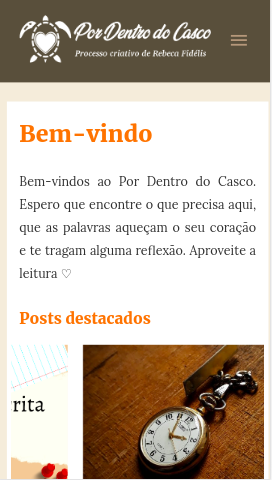 Por Dentro do Casco
Processo criativo de Rebeca Fidélis
Bem-vindo
Bem-vindos ao Por Dentro do Casco.
Espero que encontre o que precisa aqui,
que as palavras aqueçam o seu coração
e te tragam alguma reflexão. Aproveite a
leitura ♡
Posts destacados
rita